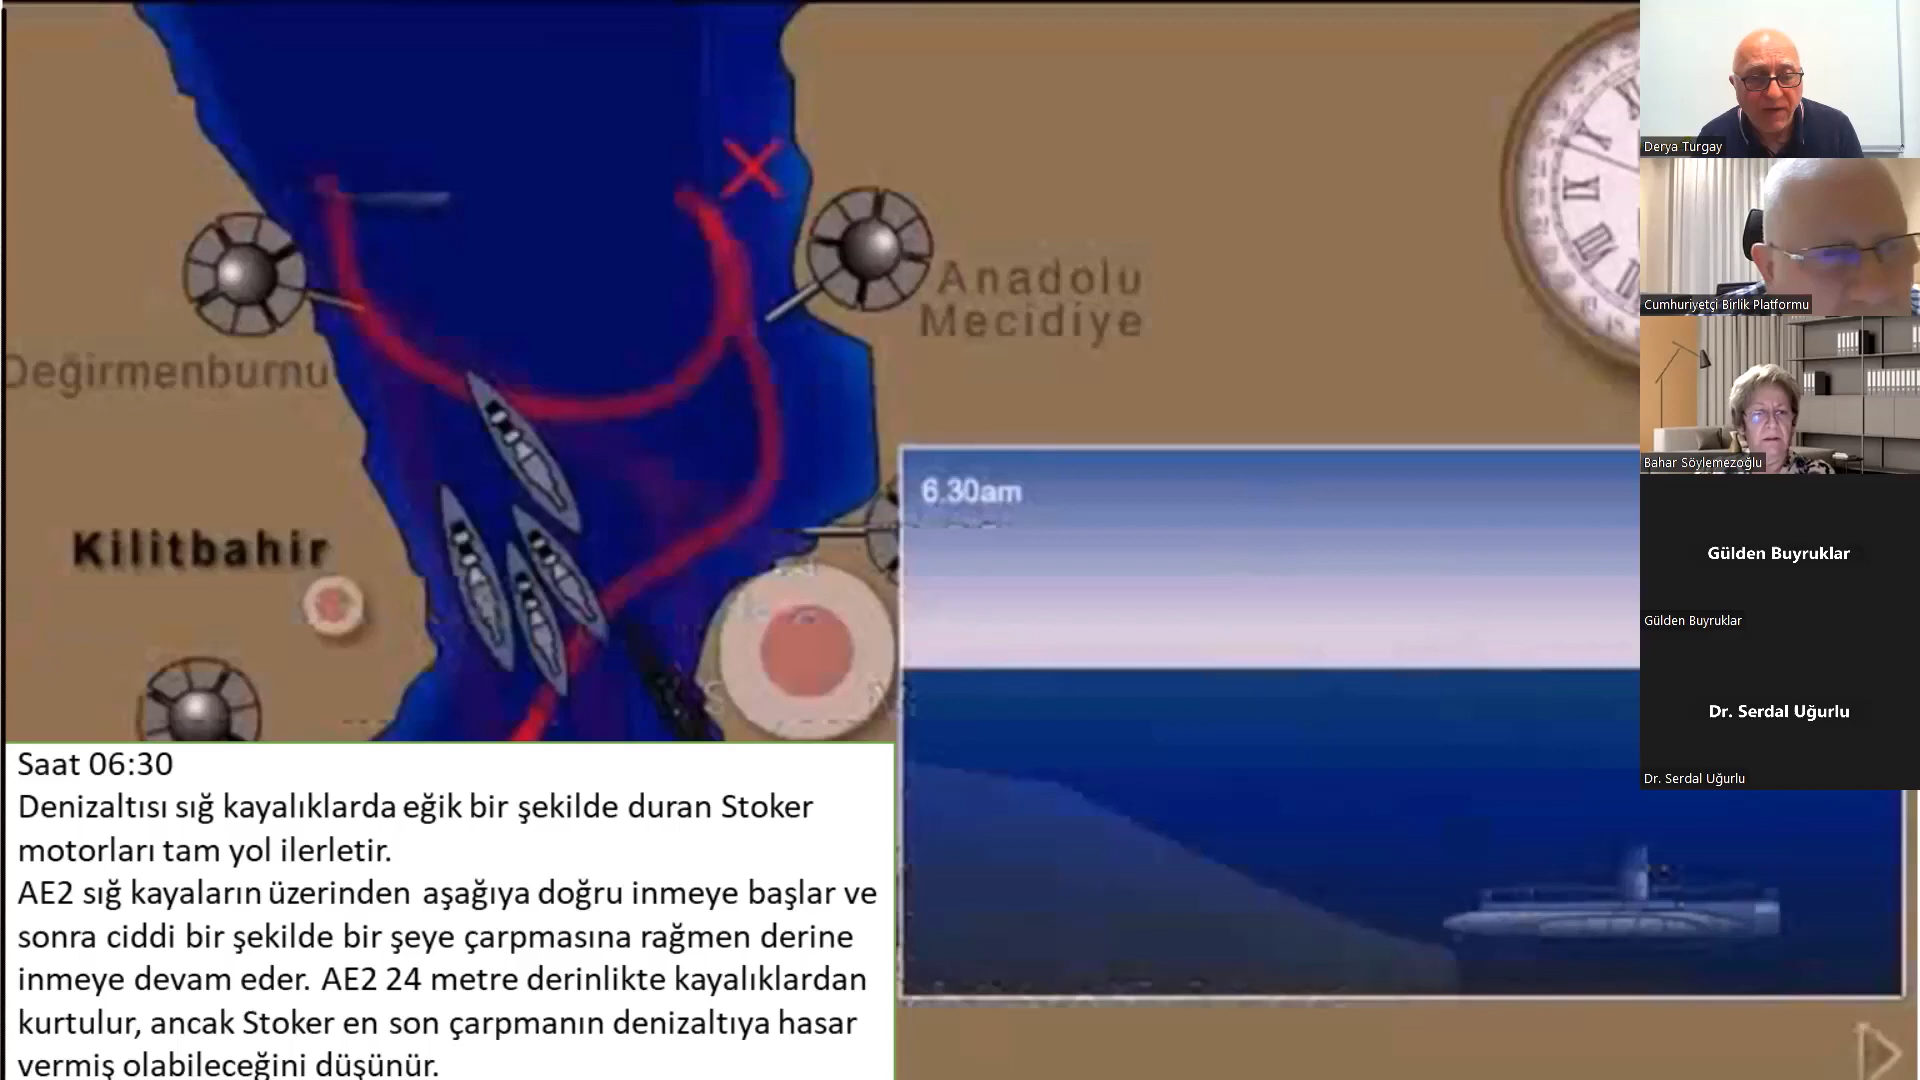 Anadolu
Mecidiye
Değirmenburnu
Kilitbahir
6.30am
Saat 06:30
Denizaltısı sığ kayalıklarda eğik bir şekilde duran Stoker
motorları tam yol ilerletir.
AE2 sığ kayaların üzerinden aşağıya doğru inmeye başlar ve
sonra ciddi bir şekilde bir şeye çarpmasına rağmen derine
inmeye devam eder. AE2 24 metre derinlikte kayalıklardan
kurtulur, ancak Stoker en son çarpmanın denizaltıya hasar
vermiş olabileceğini düşünür.
Derya Turgay
Cumhuriyetçi Birlik Platformu
Bahar Söylemezoğlu
Gülden Buyruklar
Gülden Buyruklar
Dr. Serdal Uğurlu
Dr. Serdal Uğurlu